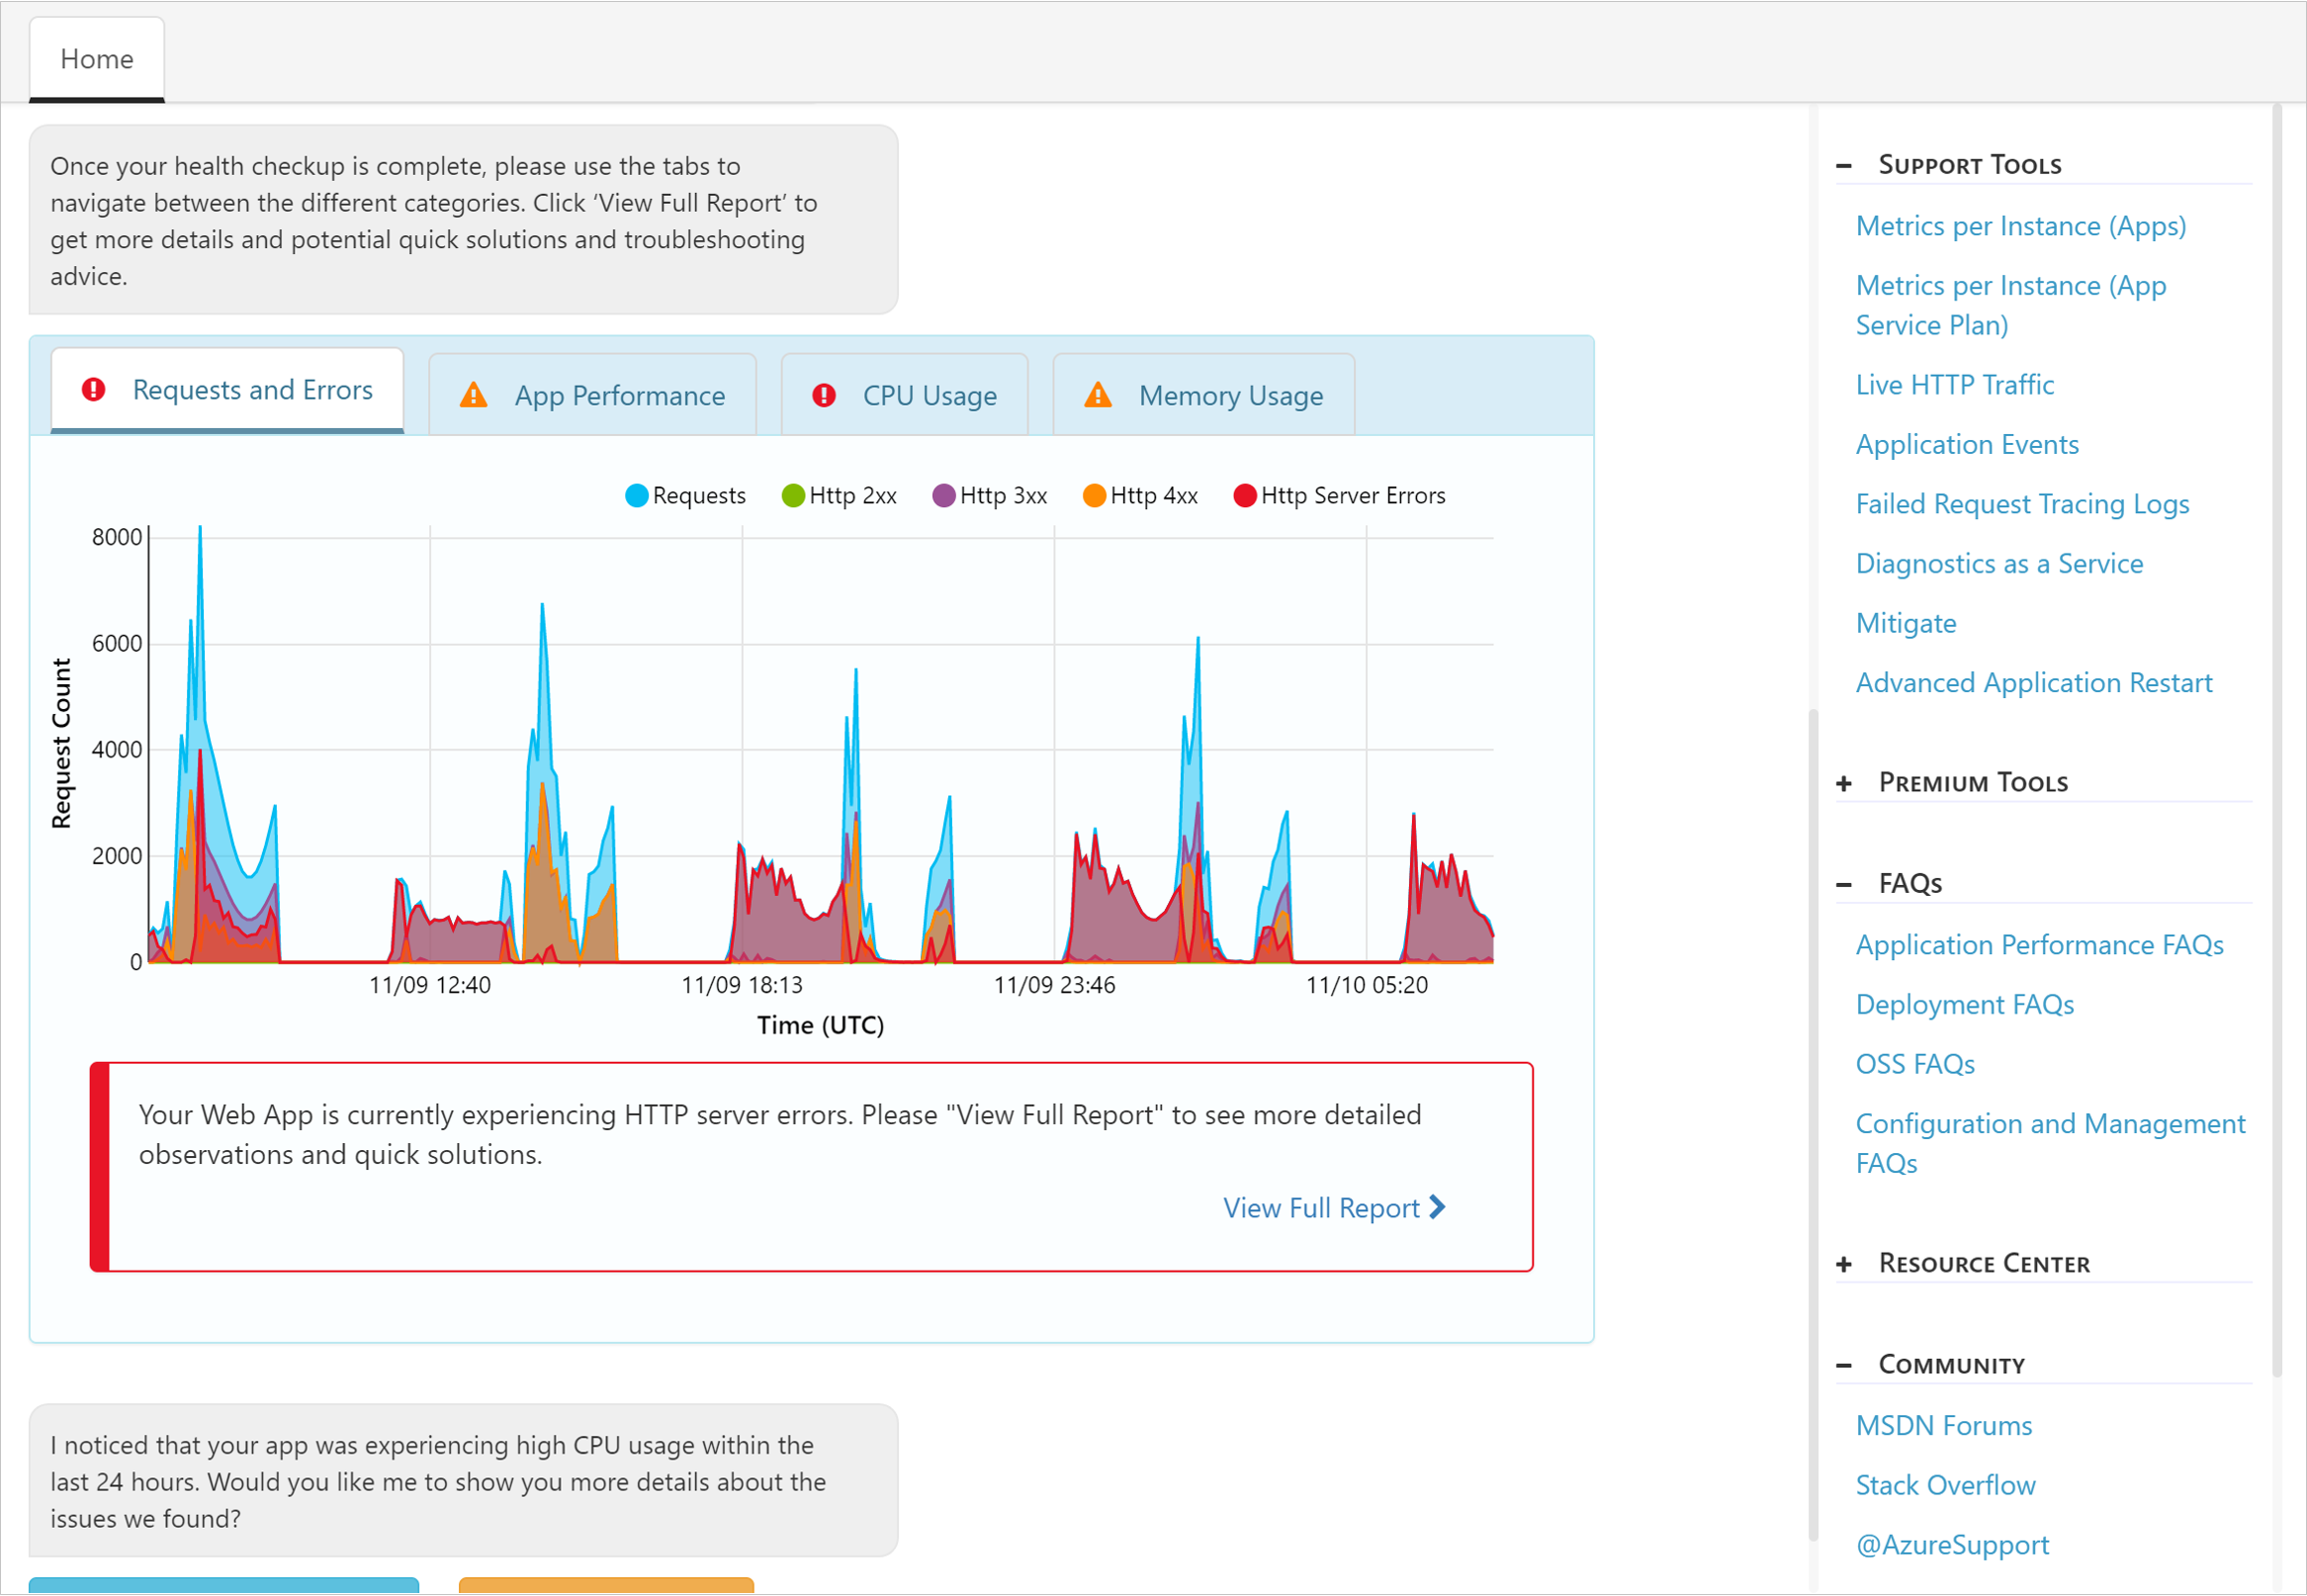 Home
Once your health checkup is complete, please use the tabs to
navigate between the different categories. Click ‘View Full Report’ to
get more details and potential quick solutions and troubleshooting
advice.
Requests and Errors
App Performance
CPU Usage
Memory Usage
Requests
Http 2xx
Http 3xx
Http 4xx
Http Server Errors
Request Count
8000
6000
4000
2000
0
11/09 12:40
11/09 18:13
11/09 23:46
11/10 05:20
Time (UTC)
Your Web App is currently experiencing HTTP server errors. Please "View Full Report" to see more detailed
observations and quick solutions.
View Full Report
I noticed that your app was experiencing high CPU usage within the
last 24 hours. Would you like me to show you more details about the
issues we found?
Support Tools
Metrics per Instance (Apps)
Metrics per Instance (App
Service Plan)
Live HTTP Traffic
Application Events
Failed Request Tracing Logs
Diagnostics as a Service
Mitigate
Advanced Application Restart
Premium Tools
FAQs
Application Performance FAQs
Deployment FAQs
OSS FAQs
Configuration and Management
FAQs
Resource Center
Community
MSDN Forums
Stack Overflow
@AzureSupport